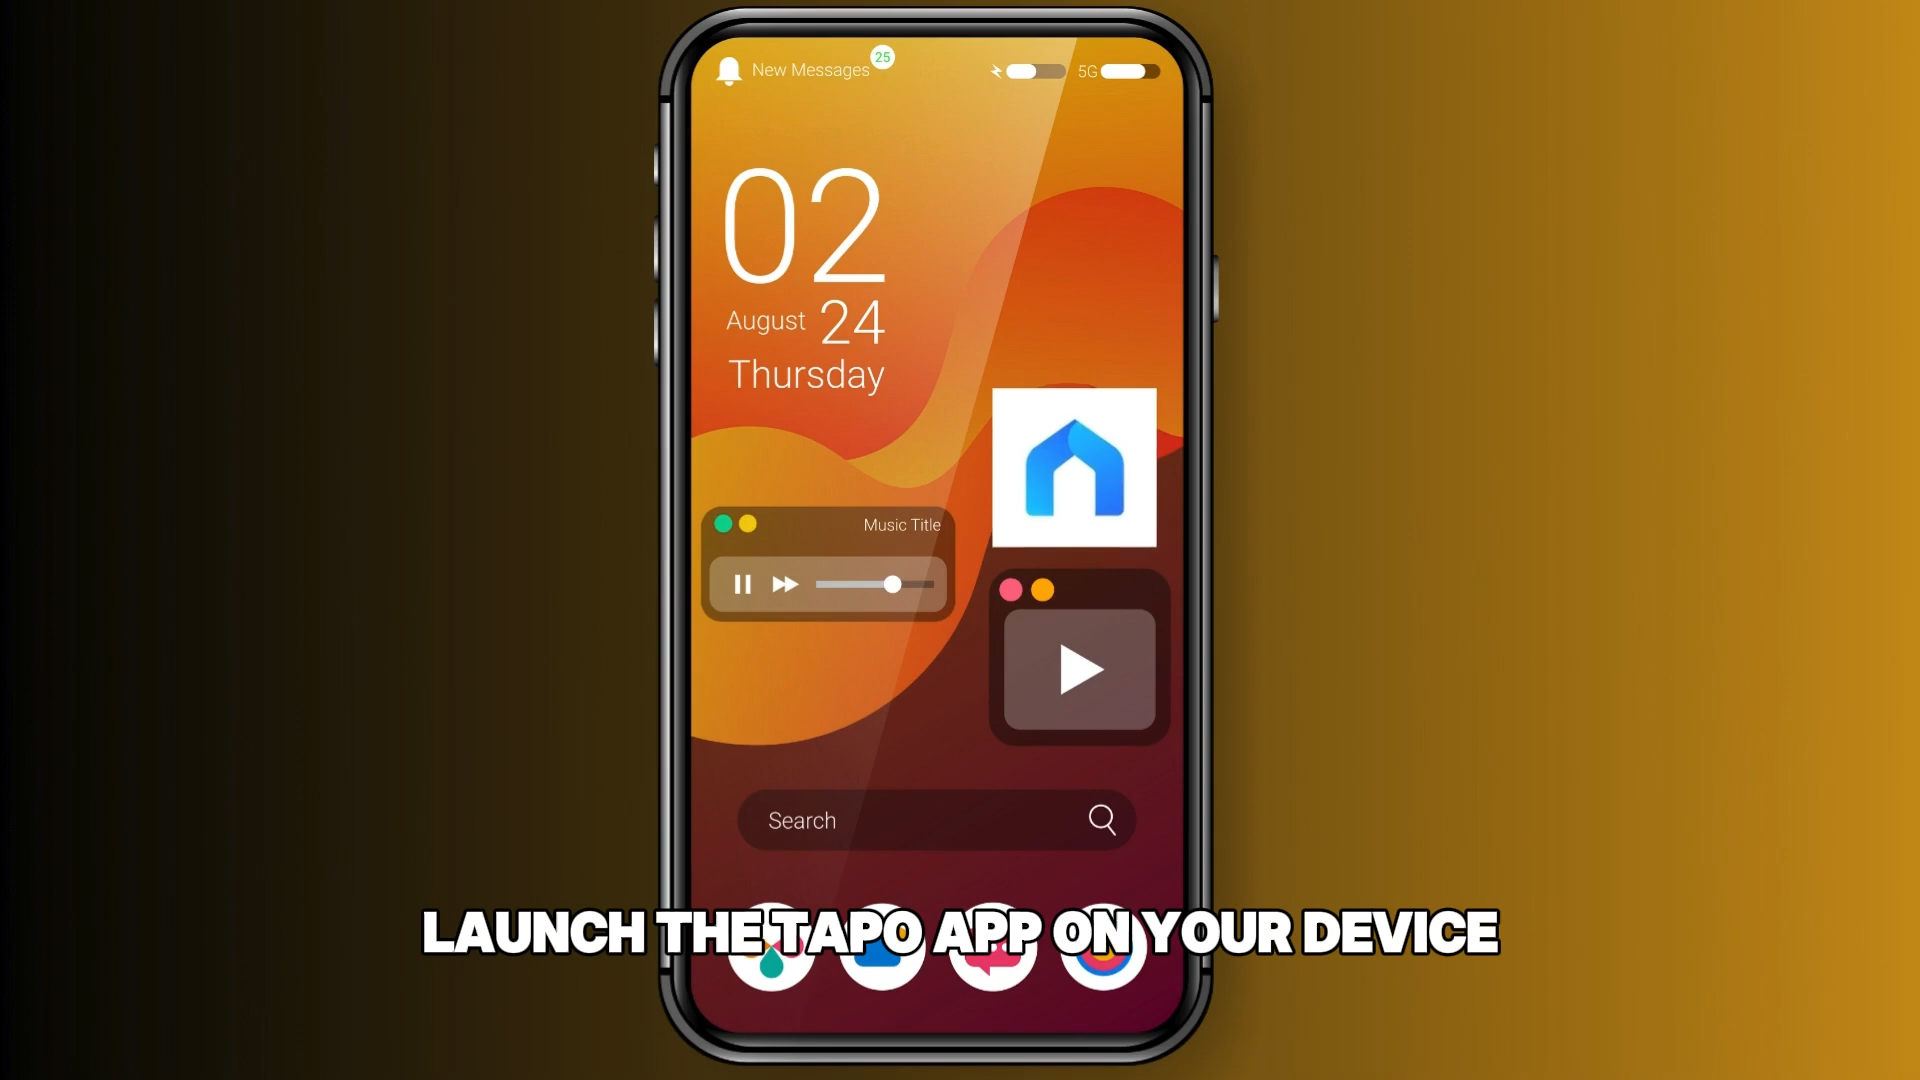 New Messages 25
5G
02
August 24
Thursday
Music Title
Search
LAUNCH THE TAPO APP ON YOUR DEVICE